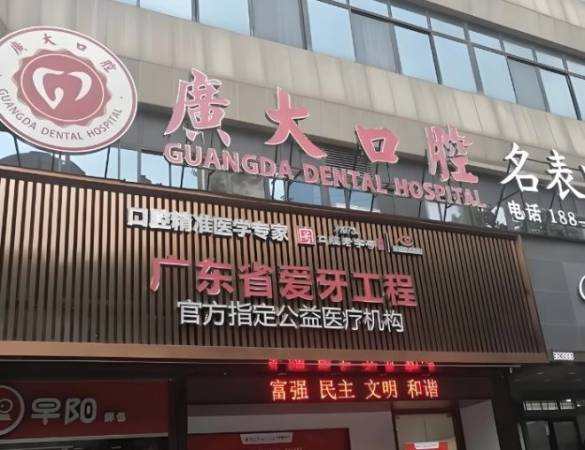 廣大口腔
GUANGDA DENTAL HOSPITAL
廣大口腔
GUANGDA DENTAL HOSPITAL
名表
电话 188
口腔精准医学专家
广东省爱牙工程
官方指定公益医疗机构
富强 民主 文明 和谐
早阳